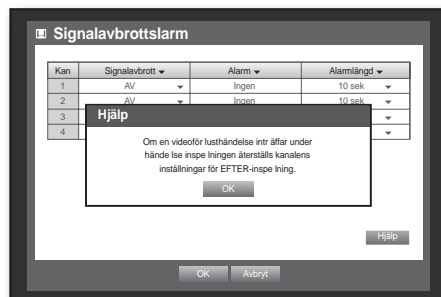 Signalavbrottslarm
Kan Signalavbrott Alarm Alarmlängd
1 AV Ingen 10 sek
2 AV Ingen 10 sek
3
4
Hjälp
Om en videoför lusthändelse intr äffar under
hände lse inspe lningen återställs kanalens
inställningar för EFTER-inspe lning.
OK
Hjälp
OK Avbryt